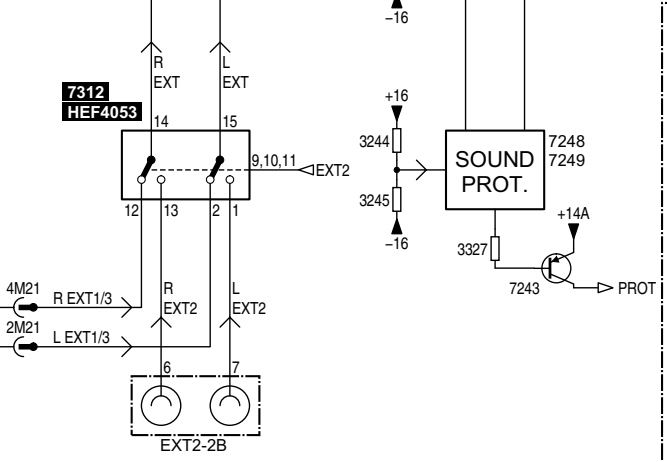 –16
R
EXT
L
EXT
7312
HEF4053
14
15
+16
3244
7248
7249
SOUND
PROT.
9,10,11
EXT2
3245
12
13
2
1
–16
+14A
3327
7243
PROT
4M21
R EXT1/3
R
EXT2
L
EXT2
2M21
L EXT1/3
6
7
EXT2-2B